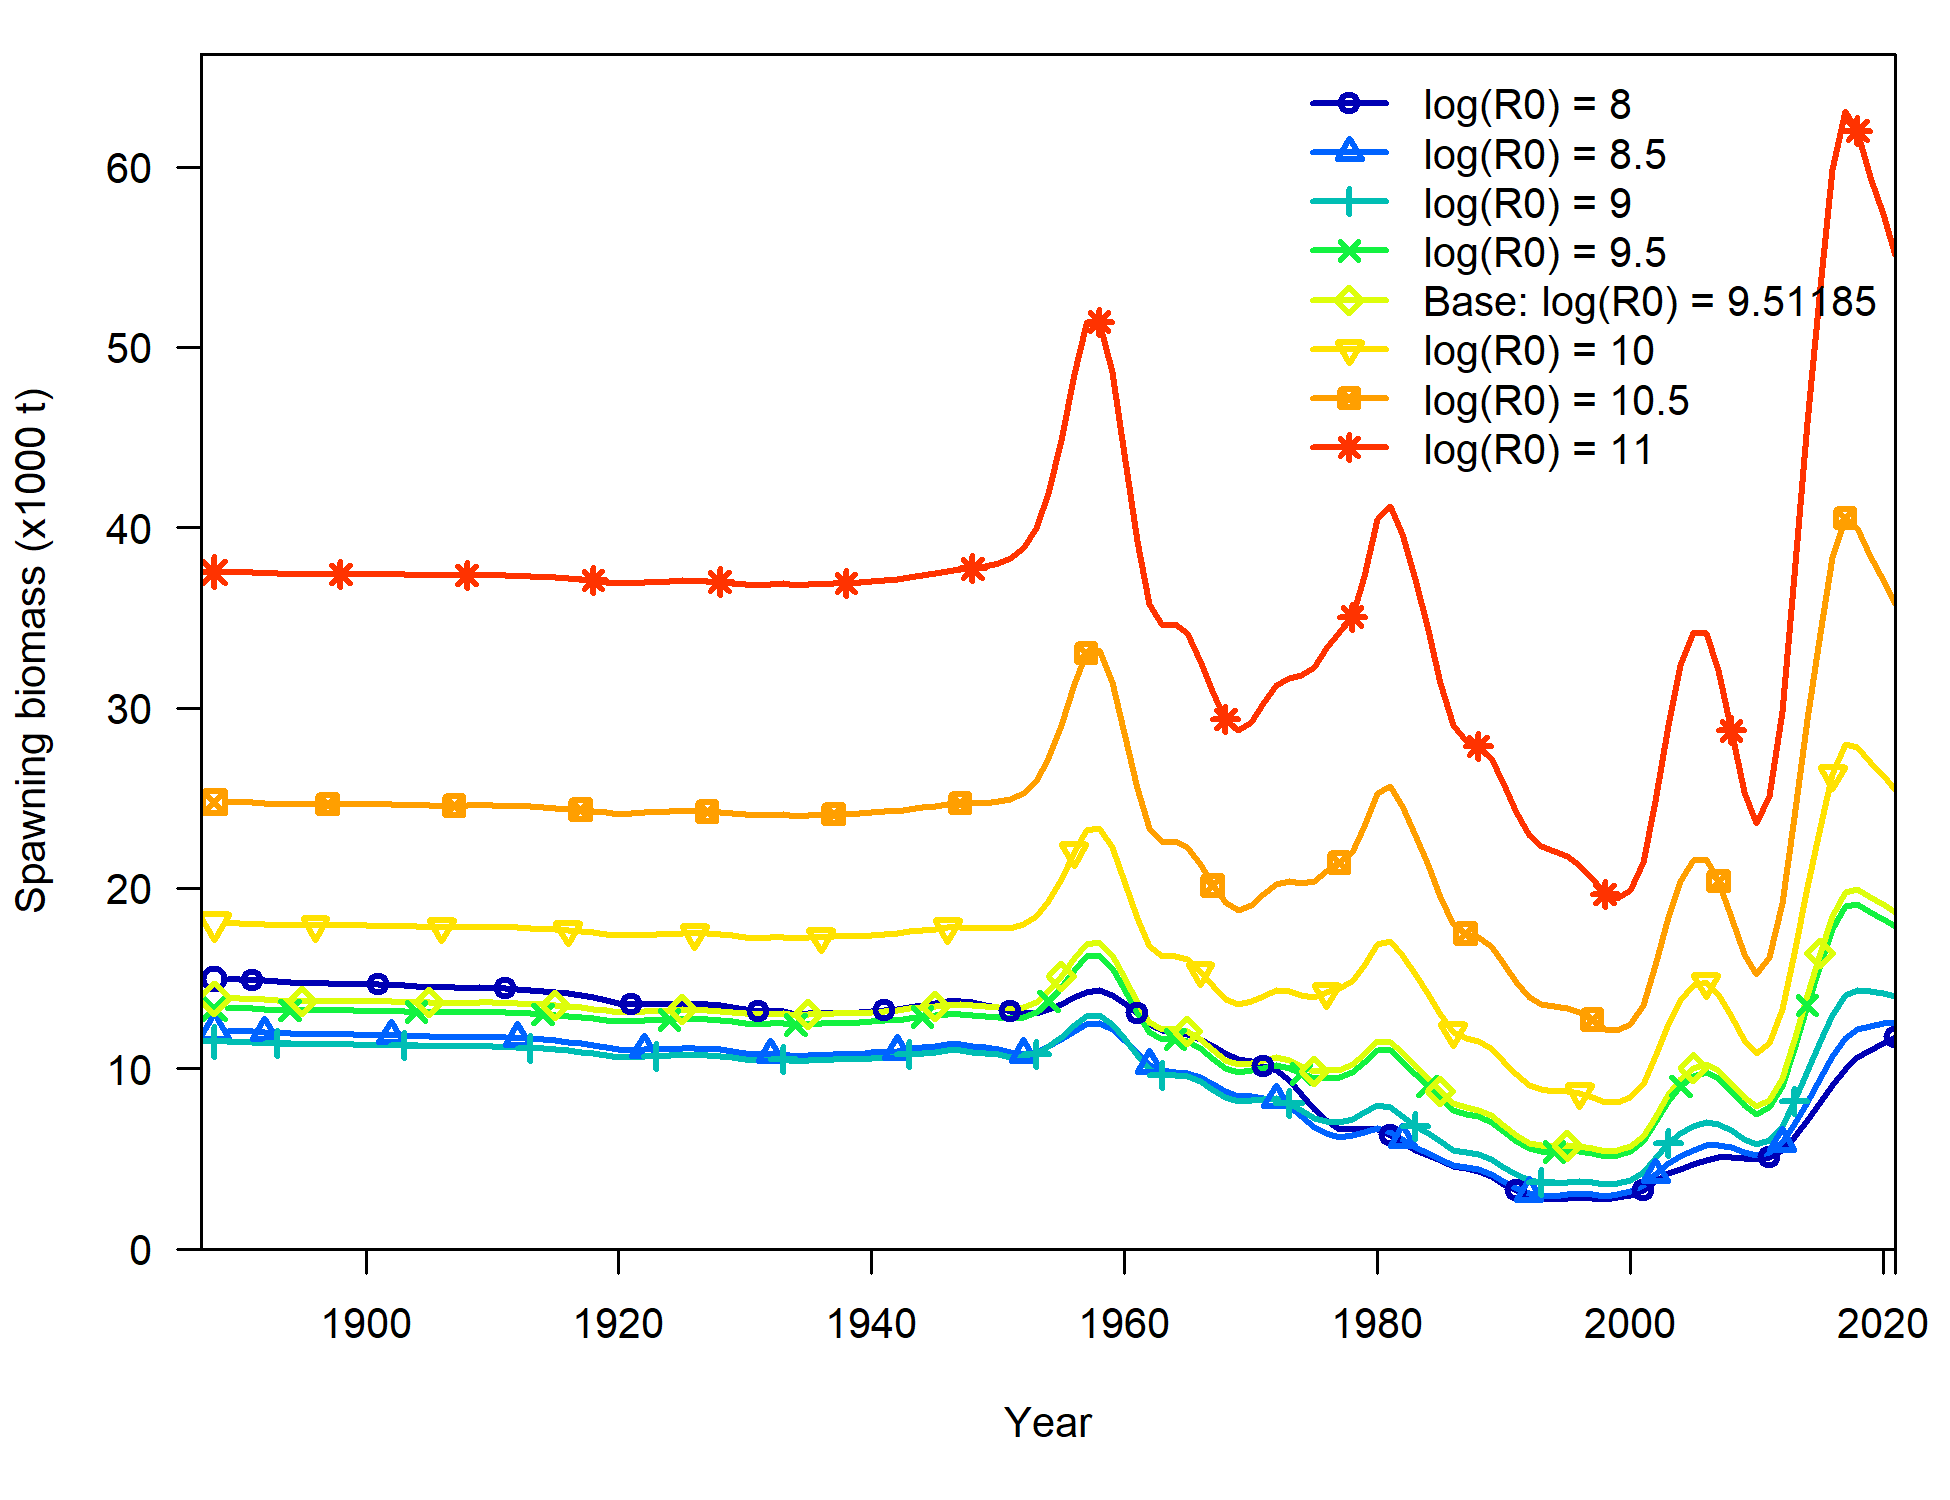 log(R0) = 8
log(R0) = 8.5
log(R0) = 9
log(R0) = 9.5
Base: log(R0) = 9.51185
log(R0) = 10
log(R0) = 10.5
log(R0) = 11
60
50
40
30
20
10
0
Spawning biomass (x1000 t)
1900 1920 1940 1960 1980 2000 2020
Year